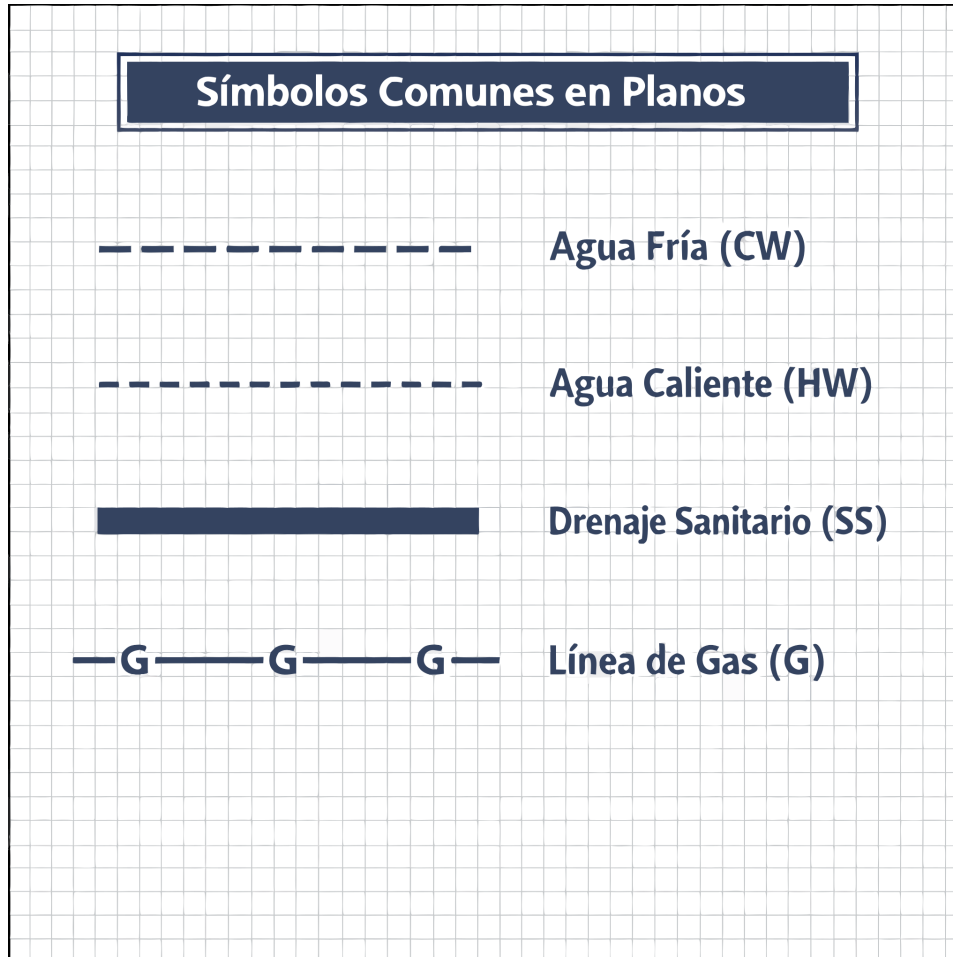 Símbolos Comunes en Planos
Agua Fría (CW)
Agua Caliente (HW)
Drenaje Sanitario (SS)
G G G Línea de Gas (G)